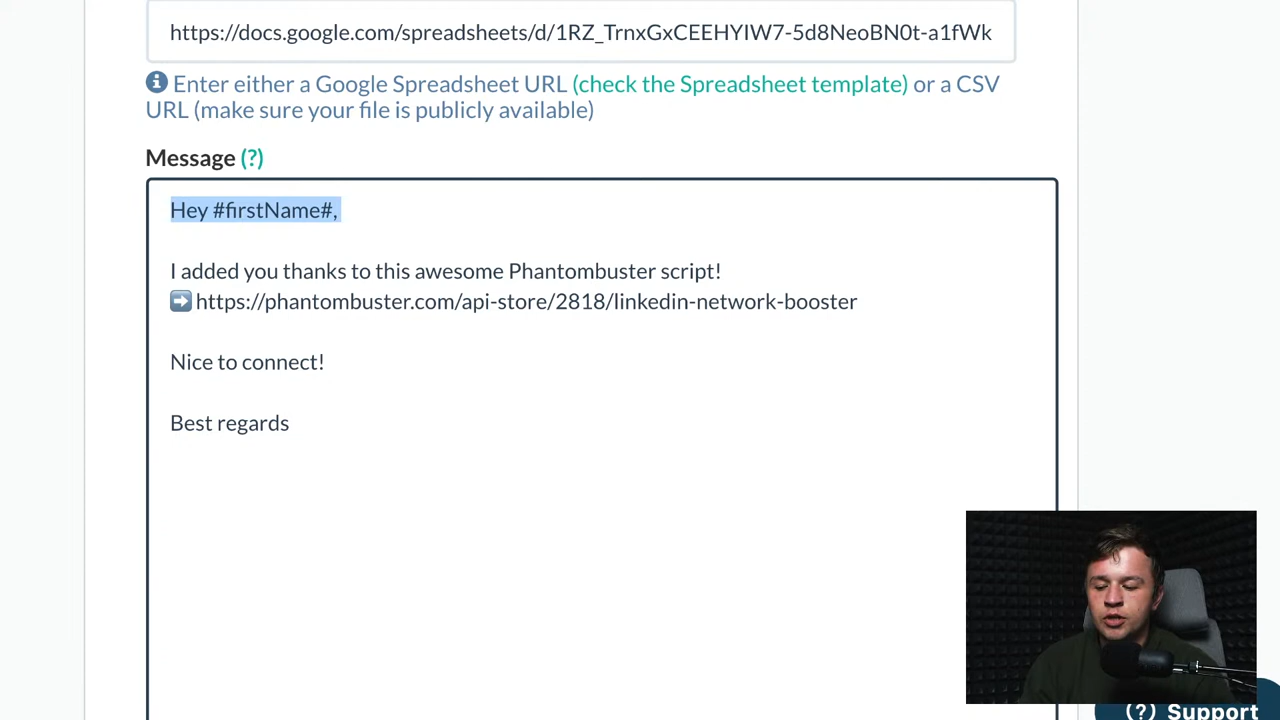 https://docs.google.com/spreadsheets/d/1RZ_TrnxGxCEEHYIW7-5d8NeoBN0t-a1fWk
Enter either a Google Spreadsheet URL (check the Spreadsheet template) or a CSV
URL (make sure your file is publicly available)
Message (?)
Hey #firstName#,
I added you thanks to this awesome Phantombuster script!
➡️ https://phantombuster.com/api-store/2818/linkedin-network-booster
Nice to connect!
Best regards
(?) Support